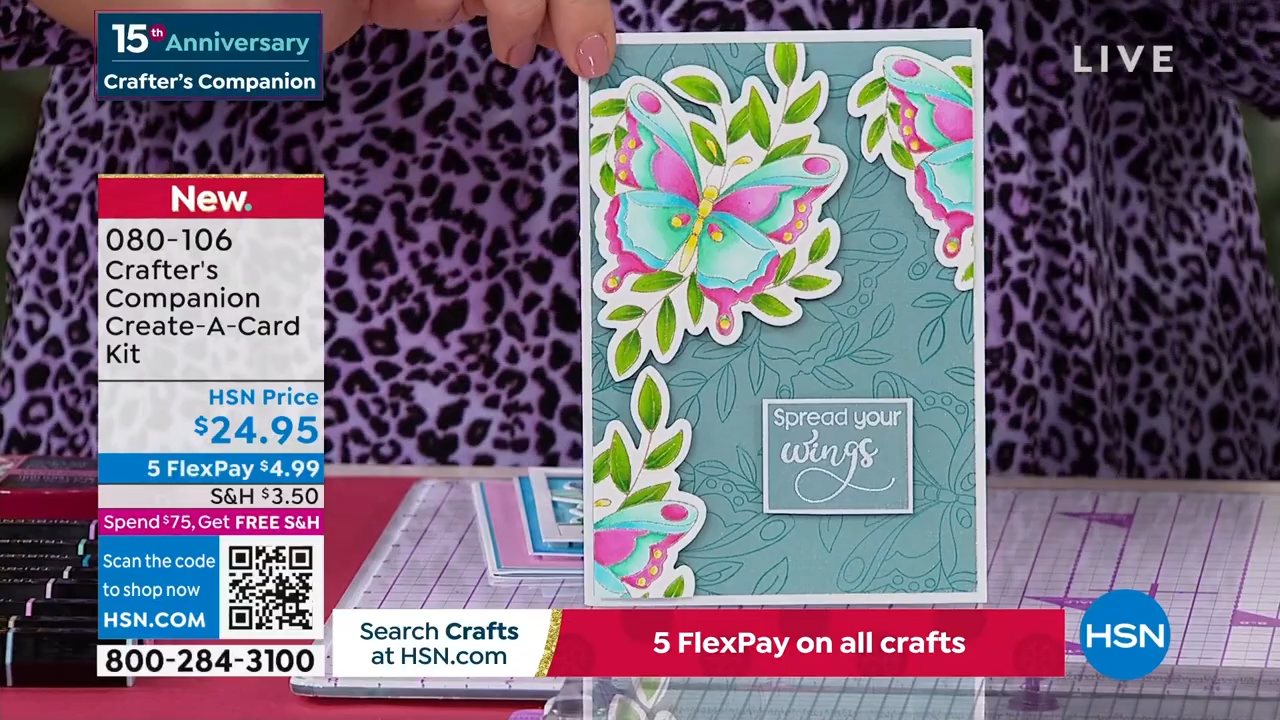 15th Anniversary
Crafter's Companion
LIVE
New.
080-106
Crafter's
Companion
Create-A-Card
Kit
HSN Price
$24.95
5 FlexPay $4.99
S&H $3.50
Spend $75, Get FREE S&H
Scan the code
to shop now
HSN.COM
800-284-3100
Spread your
wings
Search Crafts
at HSN.com
5 FlexPay on all crafts
HSN